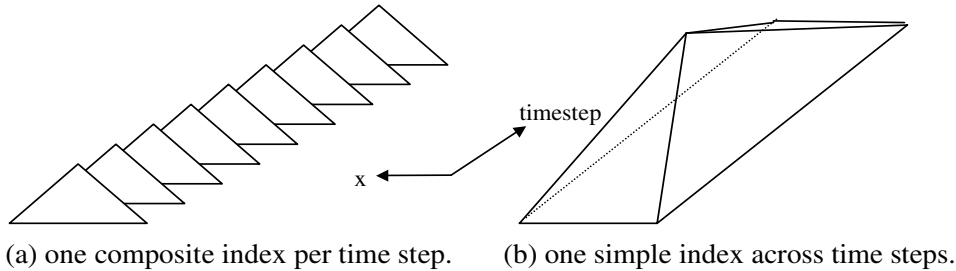 timestep
x
(a) one composite index per time step.
(b) one simple index across time steps.